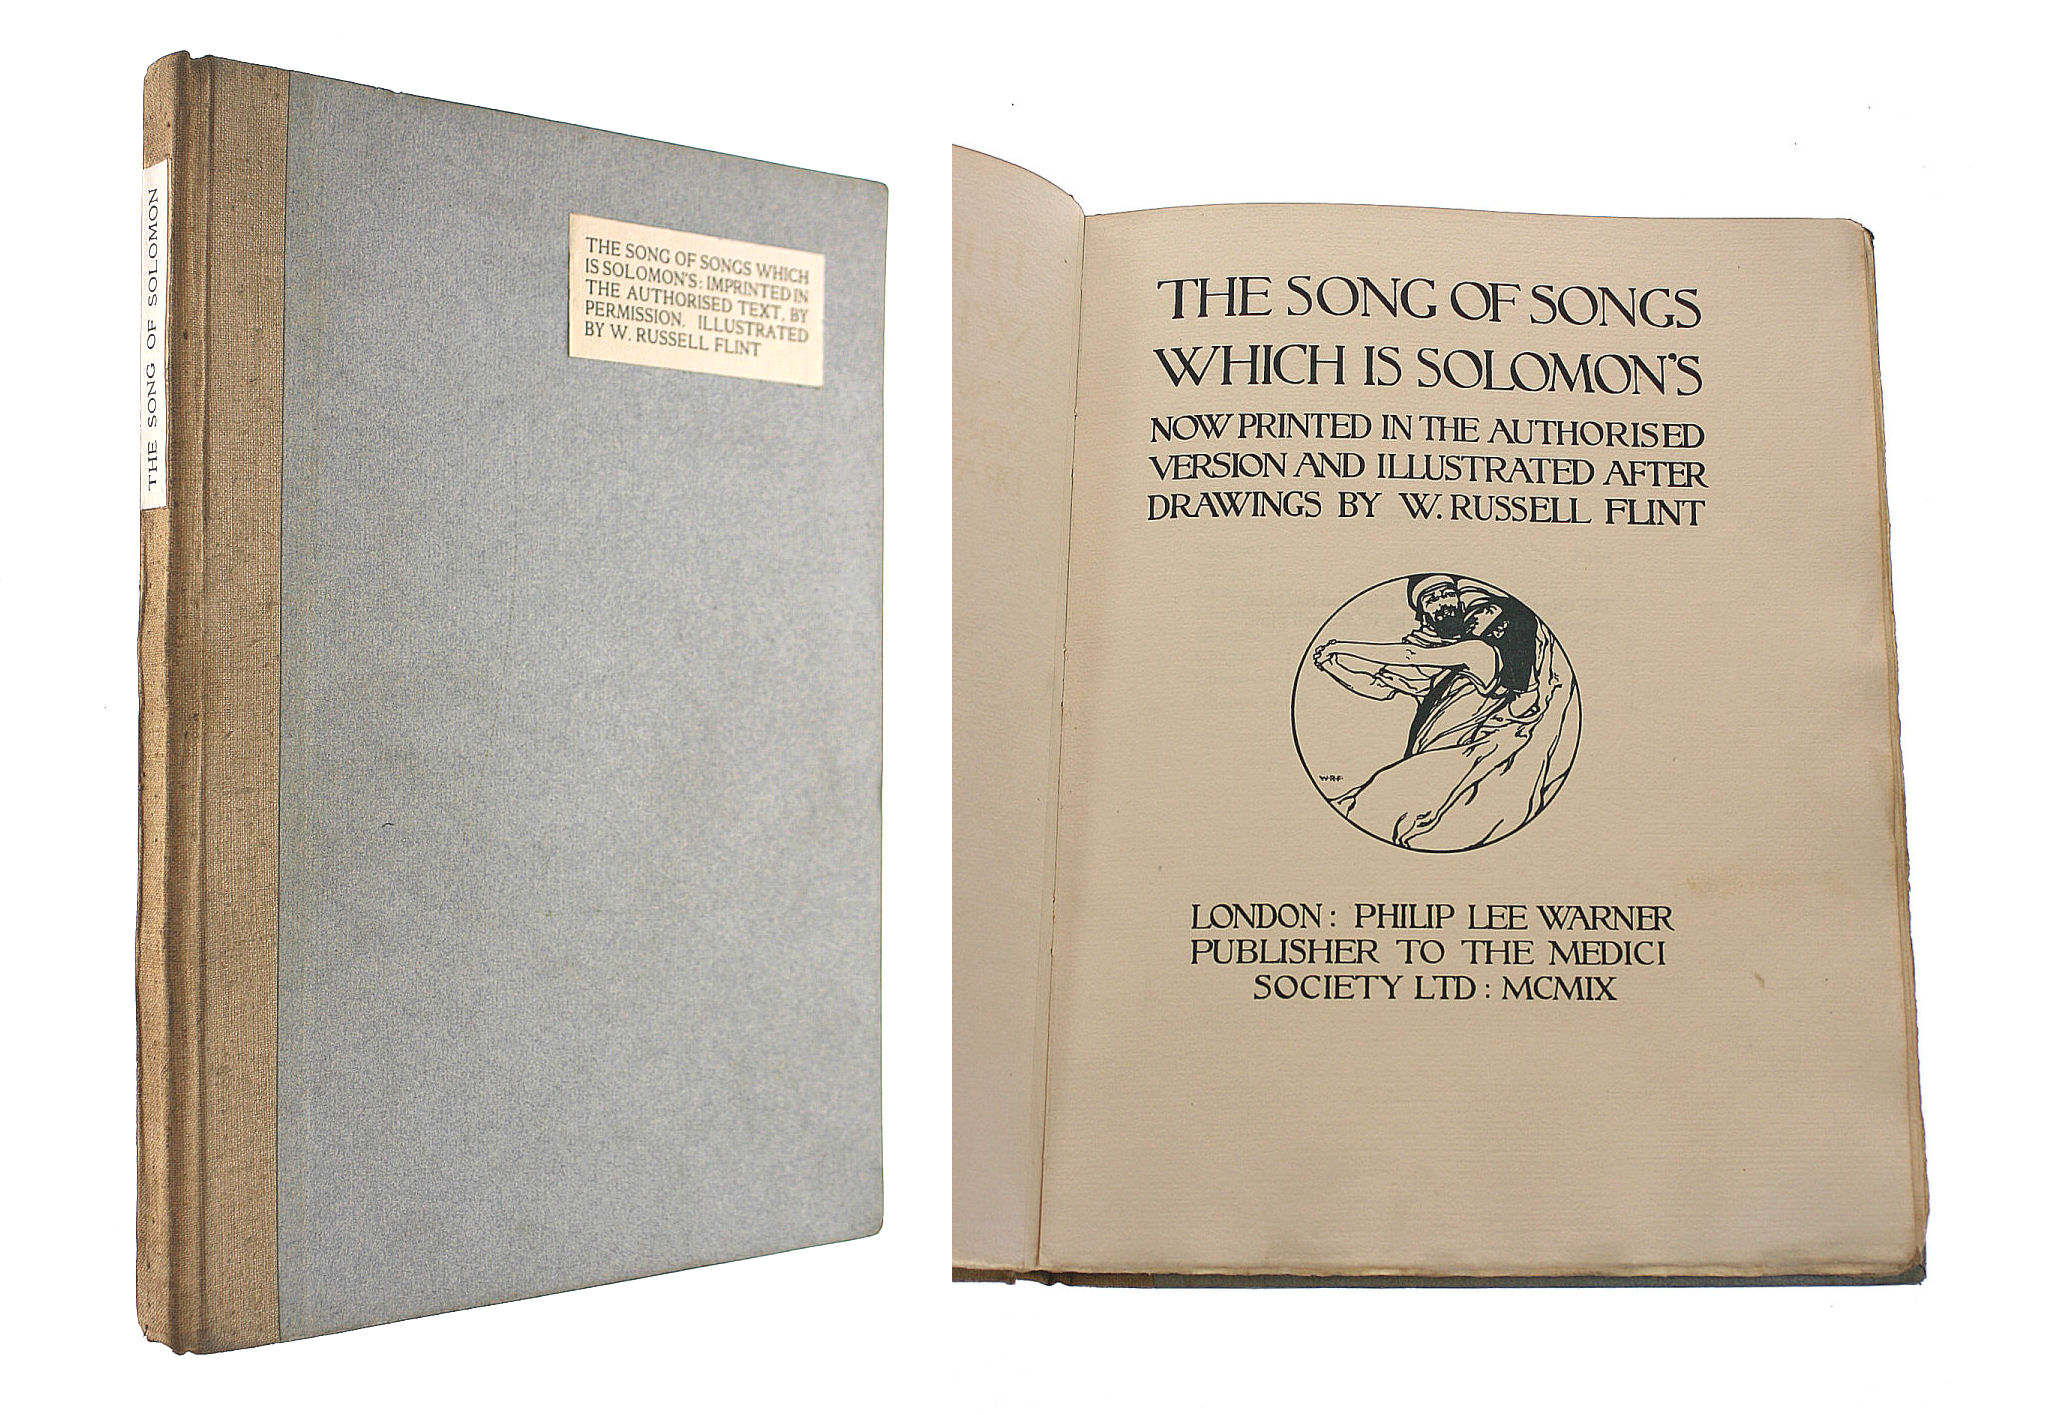 THE SONG OF SOLOMON
THE SONG OF SONGS WHICH
IS SOLOMON'S: IMPRINTED IN
THE AUTHORISED TEXT, BY
PERMISSION. ILLUSTRATED
BY W. RUSSELL FLINT
THE SONG OF SONGS
WHICH IS SOLOMON'S
NOW PRINTED IN THE AUTHORISED
VERSION AND ILLUSTRATED AFTER
DRAWINGS BY W. RUSSELL FLINT
W·R·F·
LONDON: PHILIP LEE WARNER
PUBLISHER TO THE MEDICI
SOCIETY LTD: MCMIX